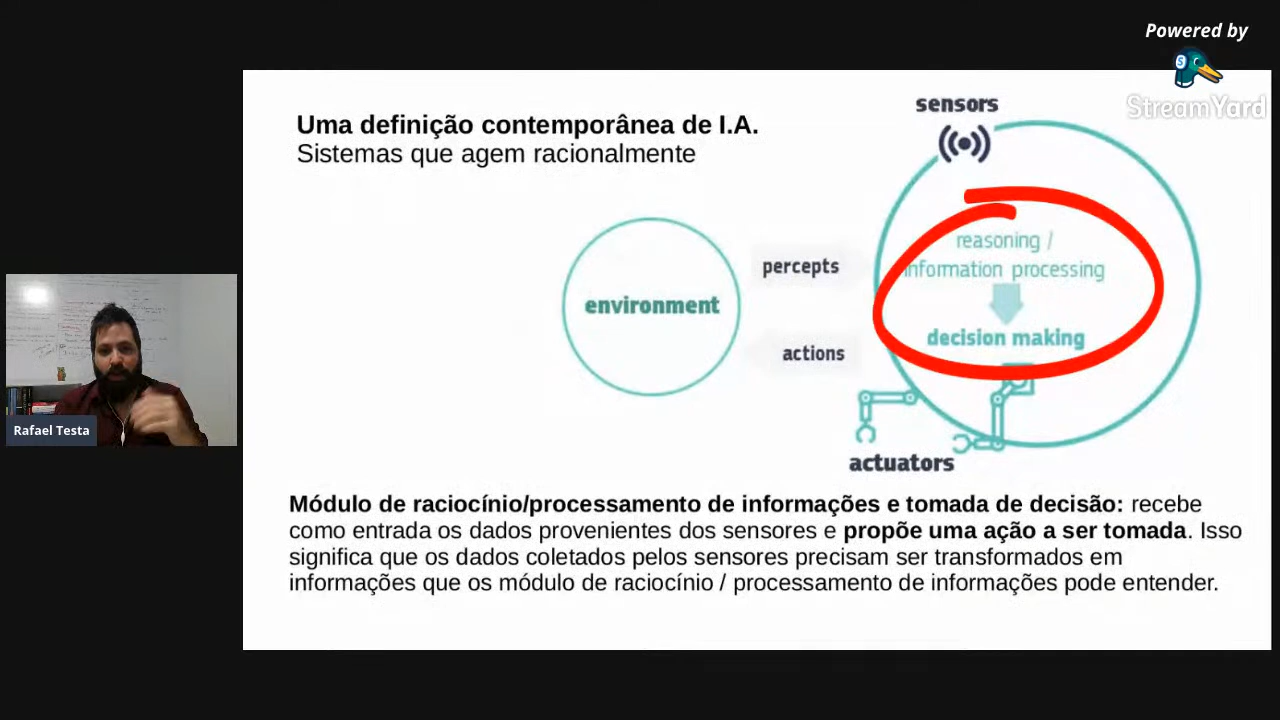 Powered by
StreamYard
Uma definição contemporânea de I.A.
Sistemas que agem racionalmente
sensors
reasoning /
information processing
percepts
environment
decision making
actions
actuators
Rafael Testa
Módulo de raciocínio/processamento de informações e tomada de decisão: recebe
como entrada os dados provenientes dos sensores e propõe uma ação a ser tomada. Isso
significa que os dados coletados pelos sensores precisam ser transformados em
informações que os módulo de raciocínio / processamento de informações pode entender.